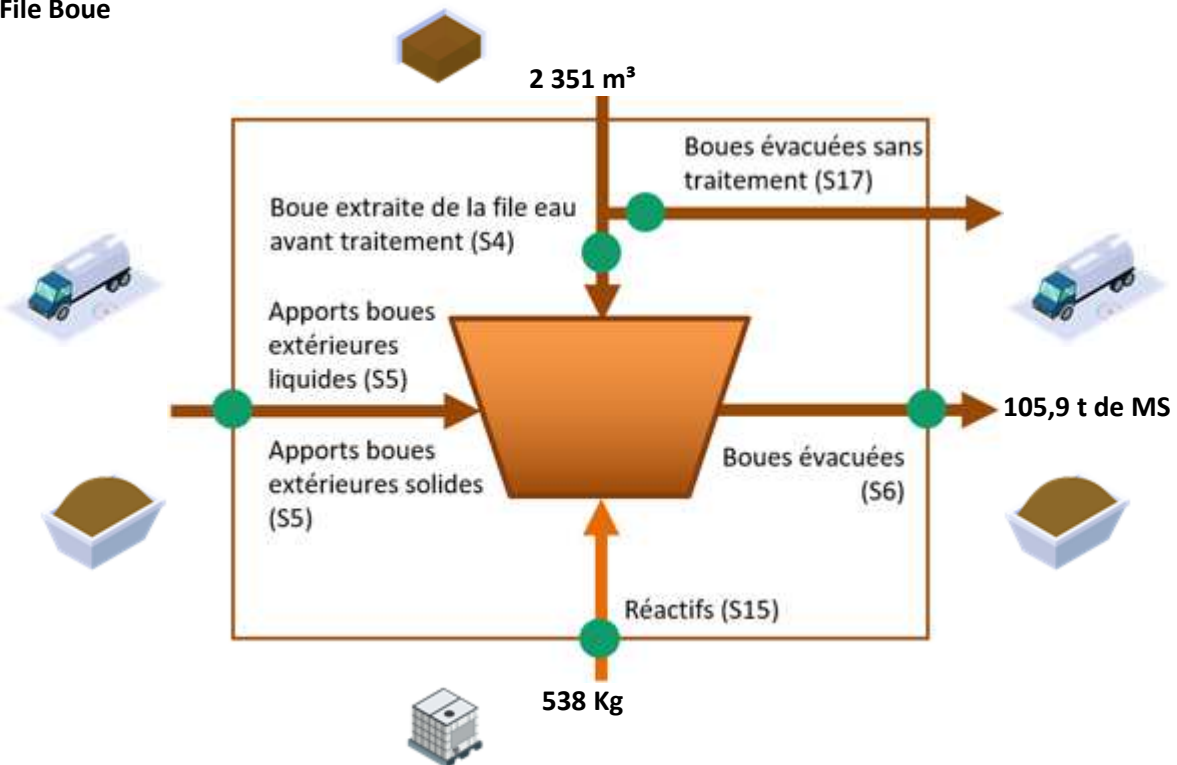 File Boue
2 351 m³
Boues évacuées sans
traitement (S17)
Boue extraite de la file eau
avant traitement (S4)
Apports boues
extérieures
liquides (S5)
105,9 t de MS
Apports boues
extérieures solides
(S5)
Boues évacuées
(S6)
Réactifs (S15)
538 Kg